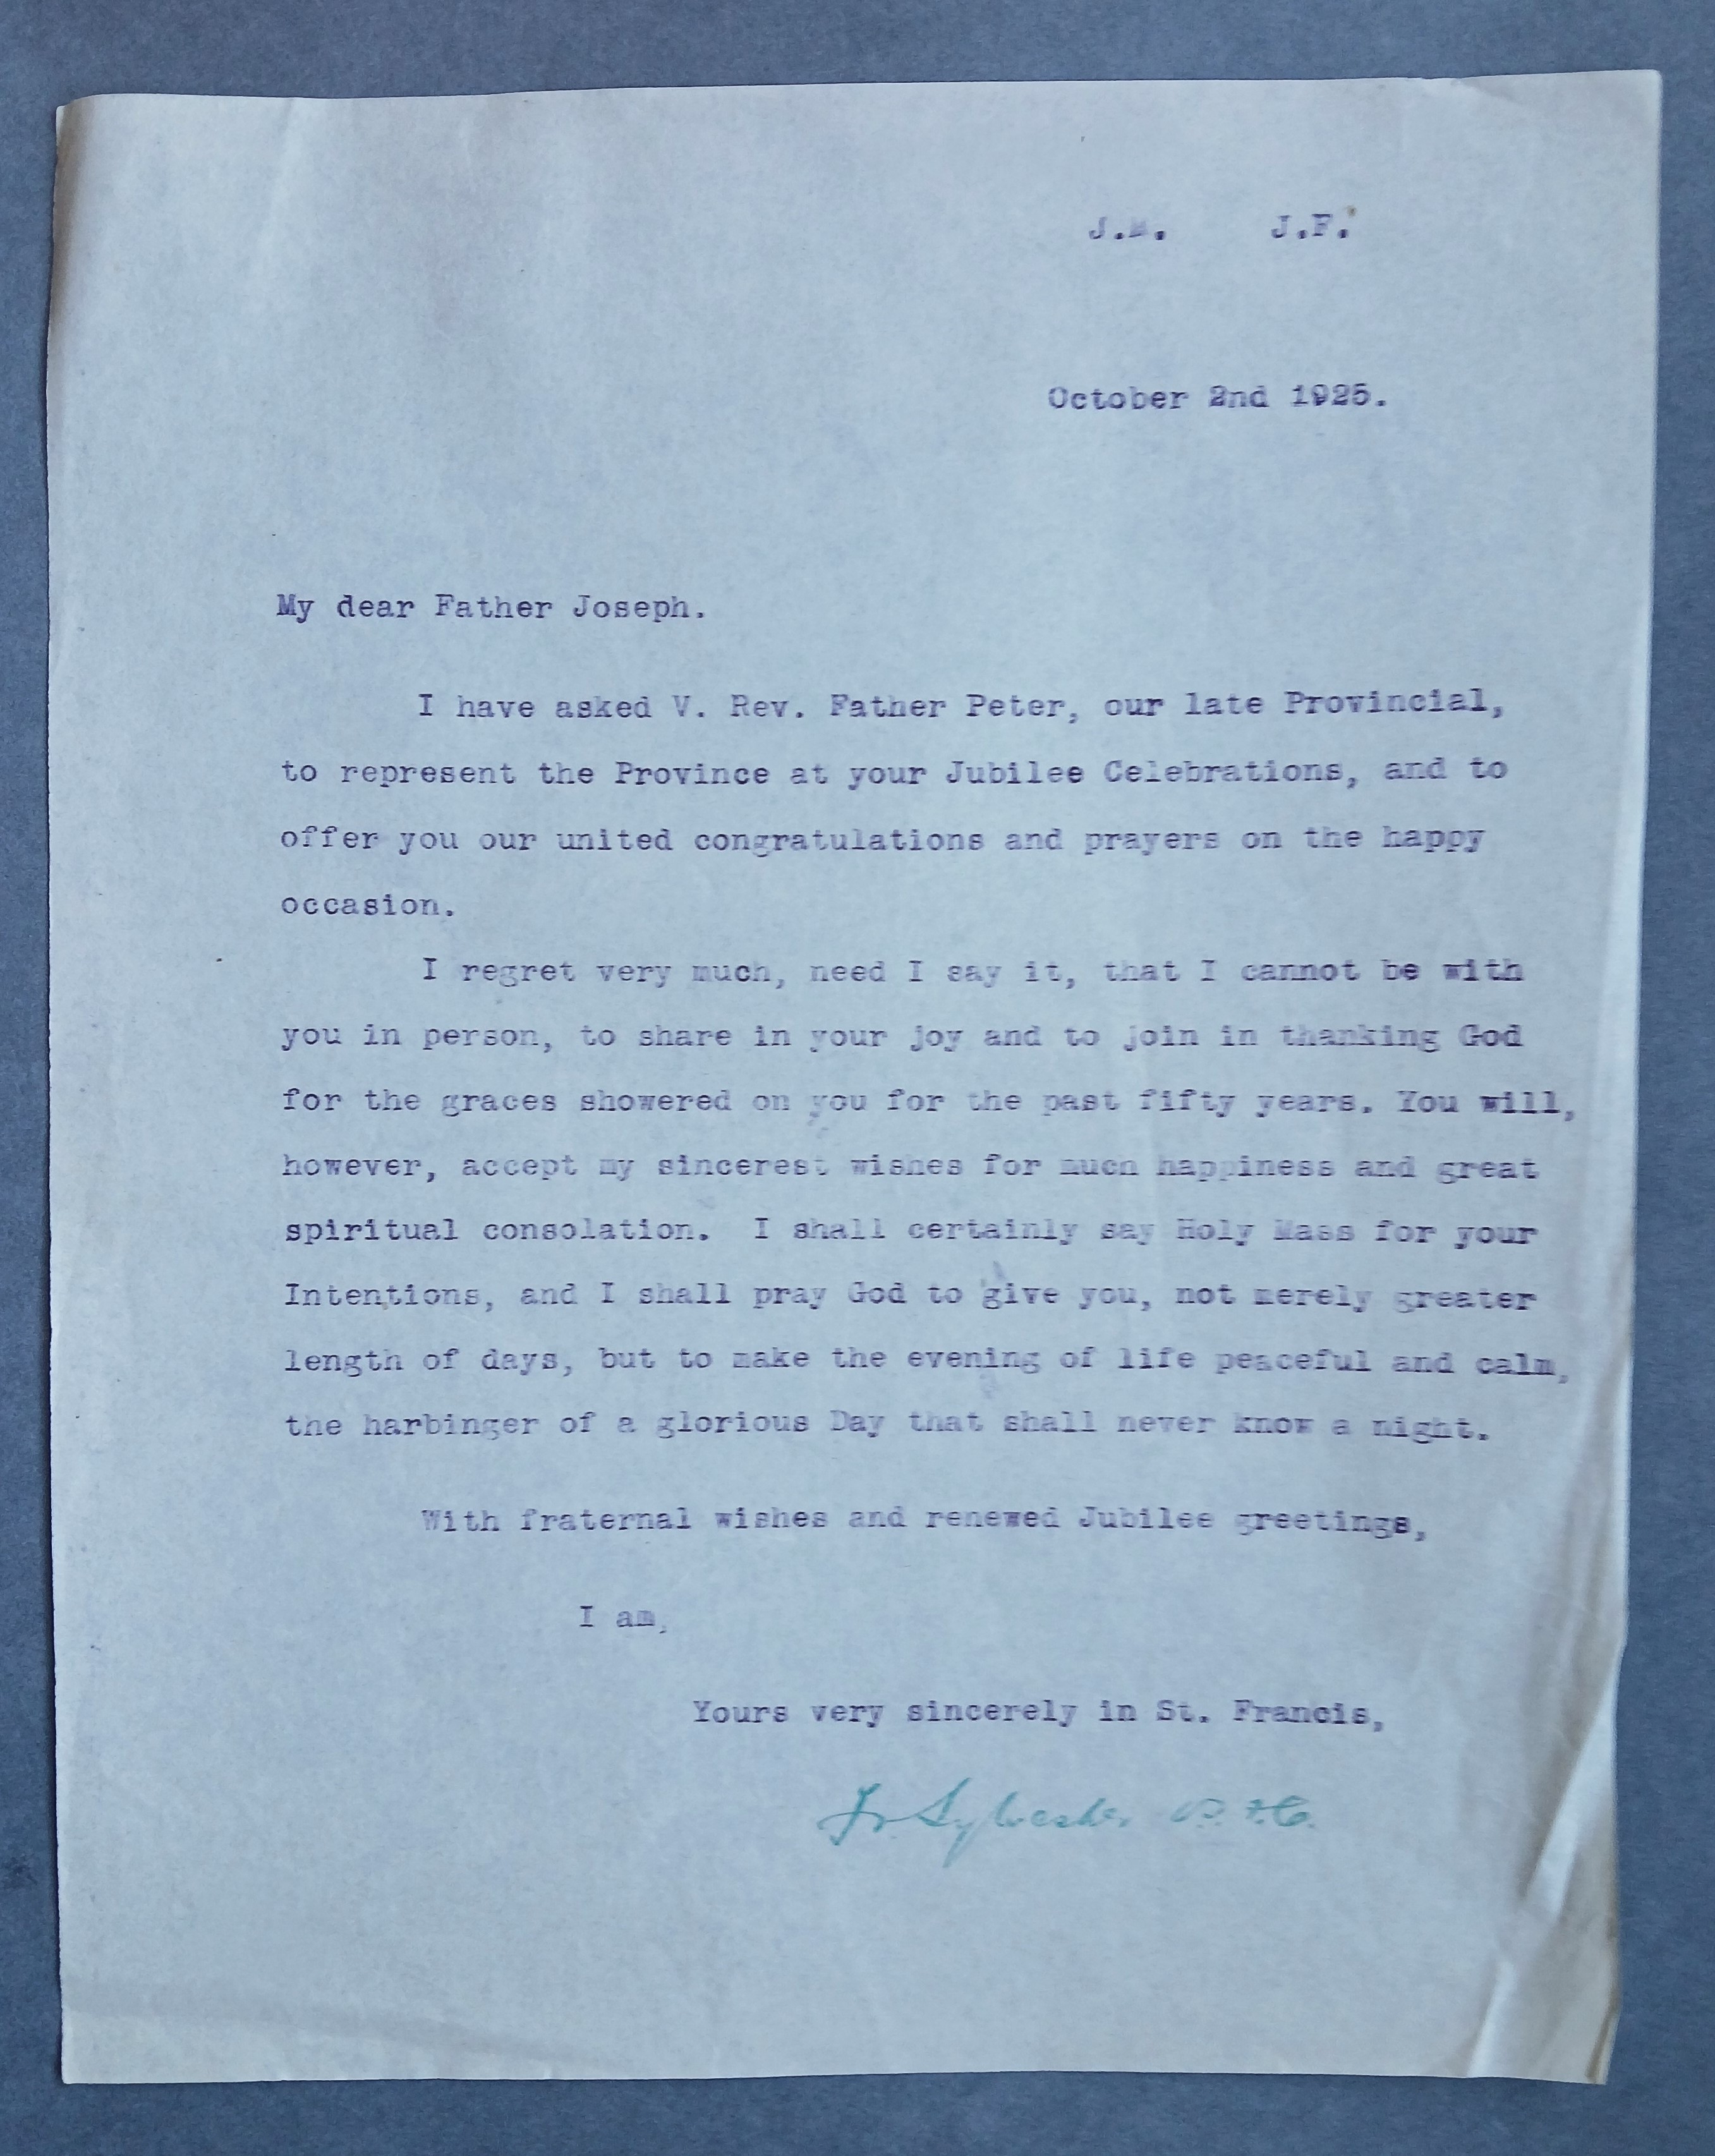 J.M. J.F.
October 2nd 1925.
My dear Father Joseph.
I have asked V. Rev. Father Peter, our late Provincial,
to represent the Province at your Jubilee Celebrations, and to
offer you our united congratulations and prayers on the happy
occasion.
I regret very much, need I say it, that I cannot be with
you in person, to share in your joy and to join in thanking God
for the graces showered on you for the past fifty years. You will,
however, accept my sincerest wishes for much happiness and great
spiritual consolation. I shall certainly say Holy Mass for your
Intentions, and I shall pray God to give you, not merely greater
length of days, but to make the evening of life peaceful and calm,
the harbinger of a glorious Day that shall never know a night.
With fraternal wishes and renewed Jubilee greetings,
I am,
Yours very sincerely in St. Francis,
Fr Sylvester